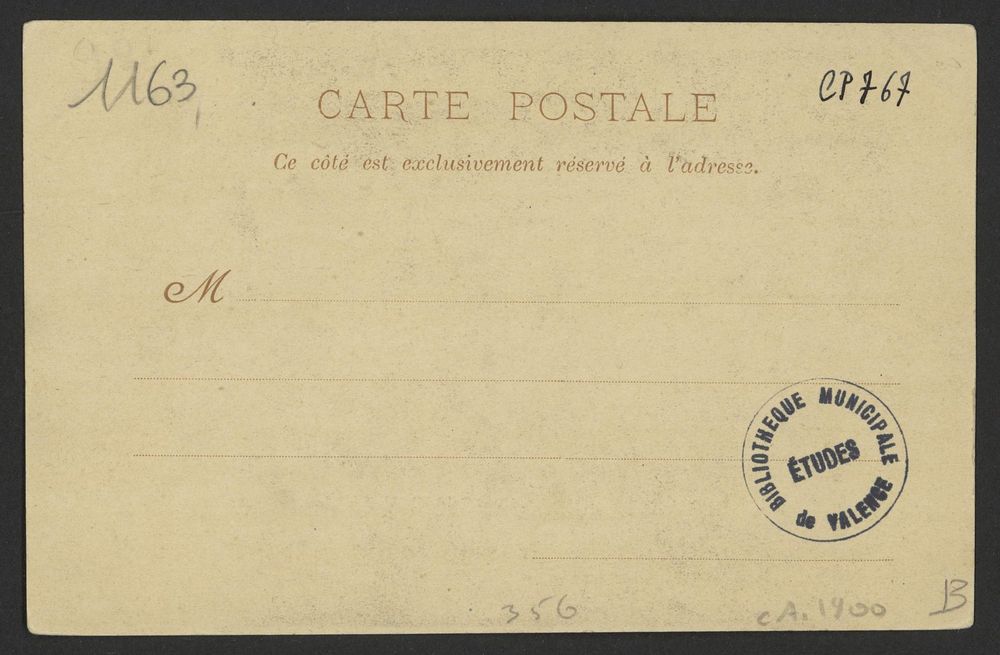 1163
CP767
CARTE POSTALE
Ce côté est exclusivement réservé à l'adresse.
M
BIBLIOTHEQUE MUNICIPALE
ÉTUDES
de VALENCE
356
cA. 1900
B